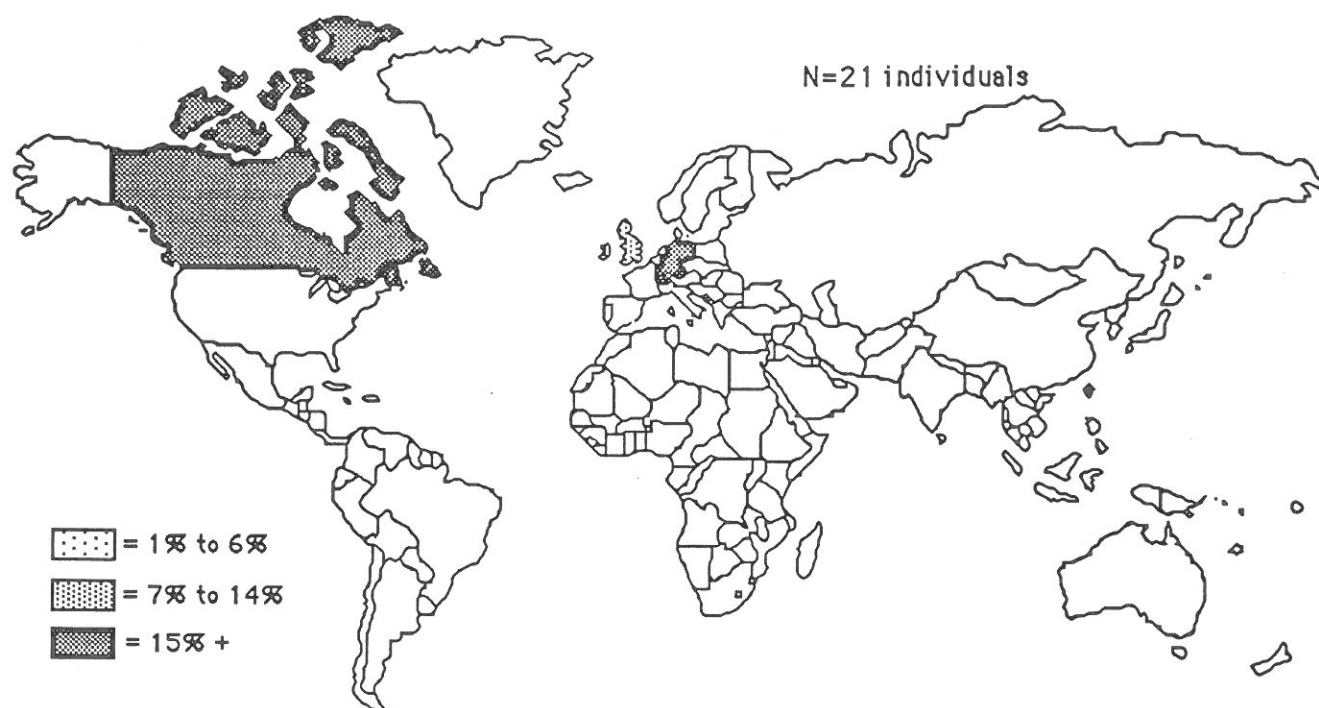 N=21 individuals
= 1% to 6%
= 7% to 14%
= 15% +